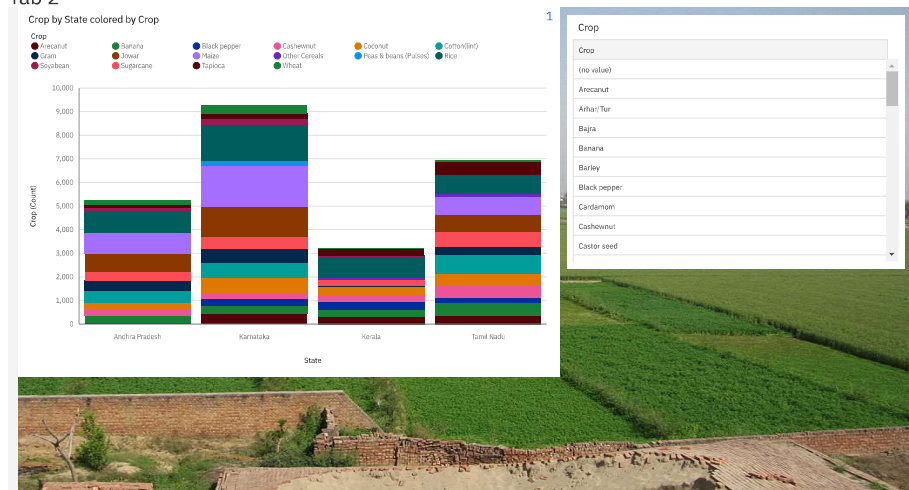 Tab 2
Crop by State colored by Crop
1
Crop
Arecanut Banana Black pepper Cashewnut Coconut Cotton(lint)
Gram Jowar Maize Other Cereals Peas & beans (Pulses) Rice
Soyabean Sugarcane Tapioca Wheat
10,000
9,000
8,000
7,000
6,000
5,000
4,000
3,000
2,000
1,000
0
Crop (Count)
Andhra Pradesh Karnataka Kerala Tamil Nadu
State
Crop
Crop
(no value)
Arecanut
Arhar/Tur
Bajra
Banana
Barley
Black pepper
Cardamom
Cashewnut
Castor seed